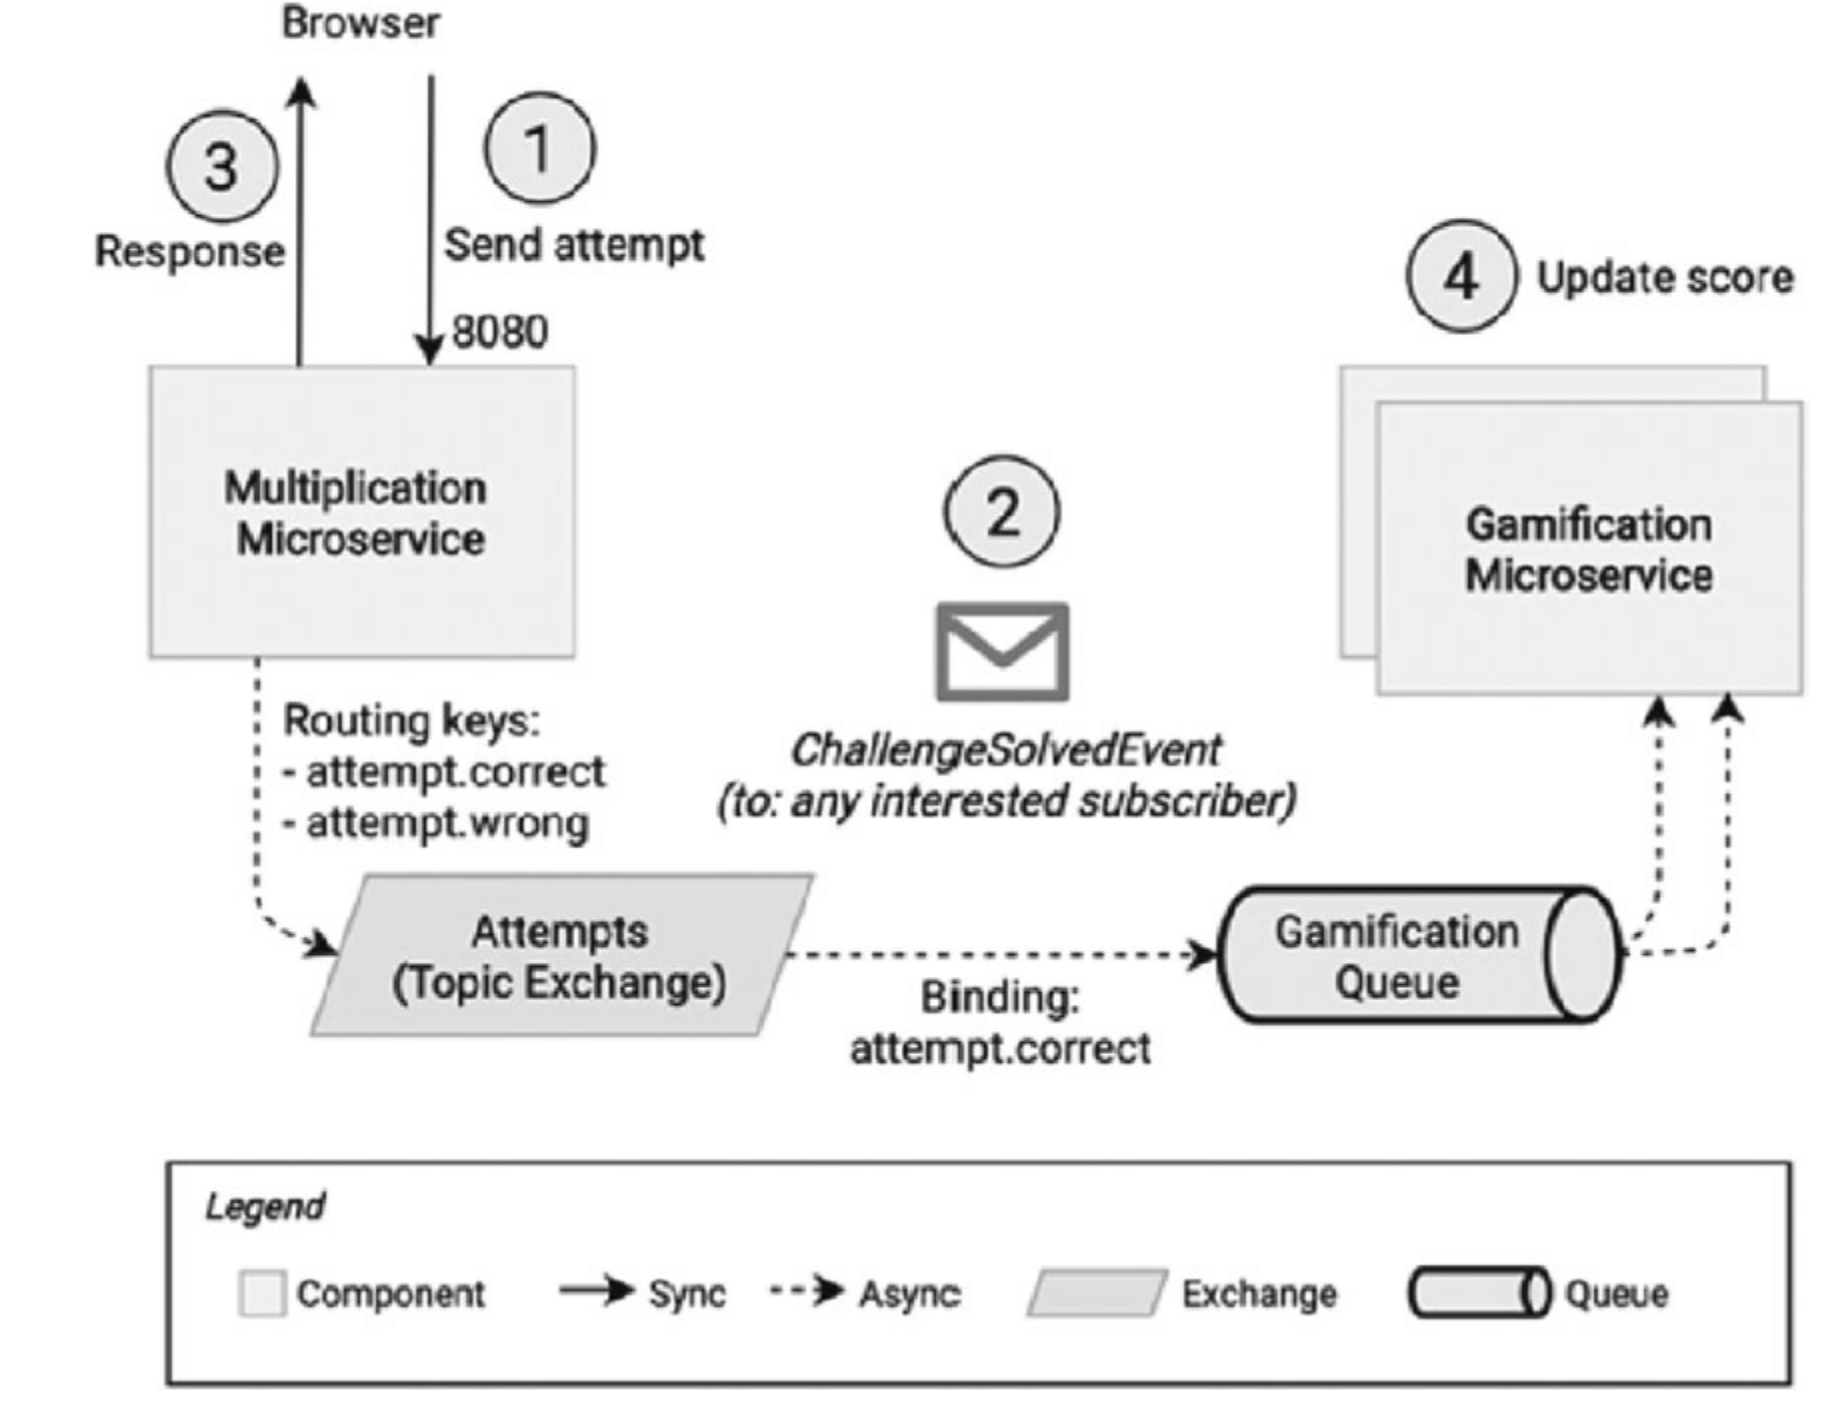 Browser
3
1
Response
Send attempt
8080
4
Update score
Multiplication
Microservice
2
Gamification
Microservice
Routing keys:
- attempt.correct
- attempt.wrong
ChallengeSolvedEvent
(to: any interested subscriber)
Attempts
(Topic Exchange)
Binding:
attempt.correct
Gamification
Queue
Legend
Component
Sync
Async
Exchange
Queue